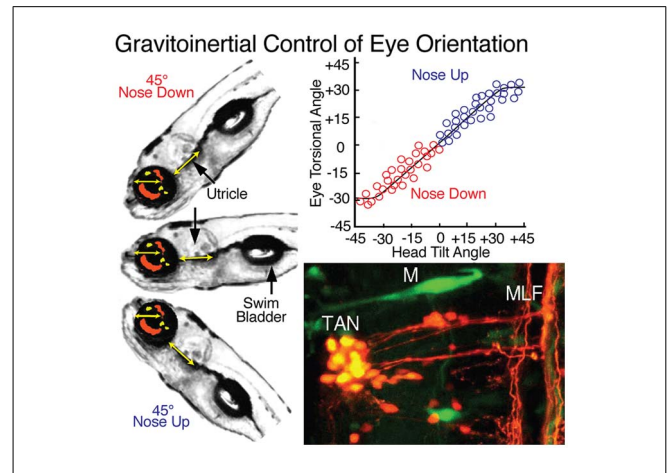 Gravitoinertial Control of Eye Orientation
45°
Nose Down
Utricle
Swim
Bladder
45°
Nose Up
+45
+30
+15
0
-15
-30
-45
Eye Torsional Angle
Nose Up
Nose Down
-45 -30 -15 0 +15 +30 +45
Head Tilt Angle
M
MLF
TAN